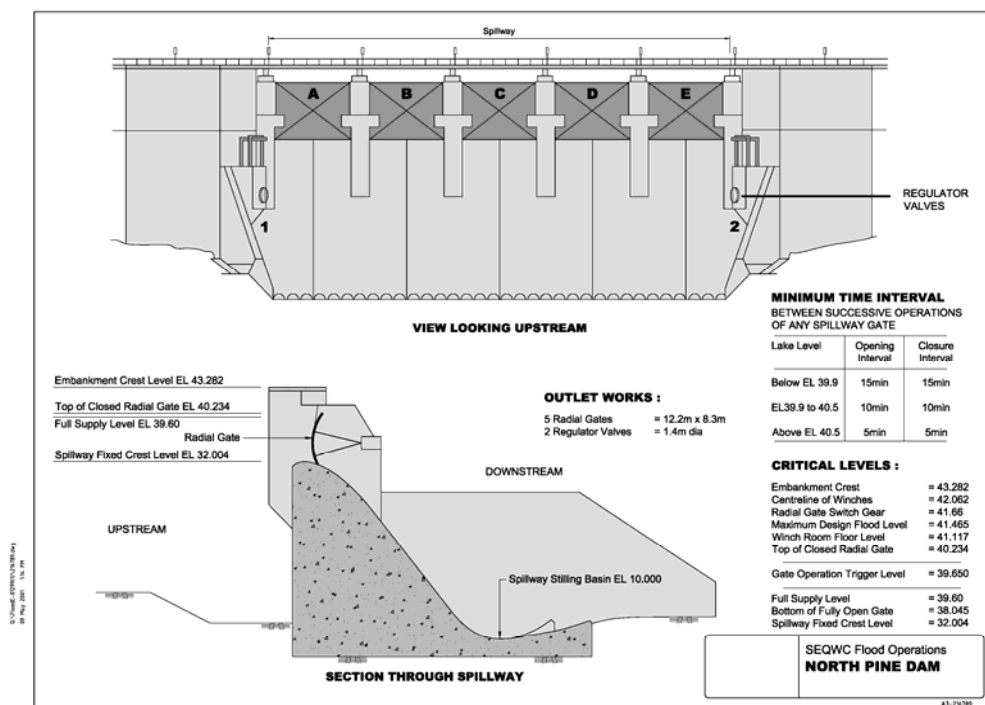 Spillway
A B C D E
REGULATOR
VALVES
1 2
VIEW LOOKING UPSTREAM
MINIMUM TIME INTERVAL
BETWEEN SUCCESSIVE OPERATIONS
OF ANY SPILLWAY GATE
Lake Level Opening Interval Closure Interval
Below EL 39.9 15min 15min
EL39.9 to 40.5 10min 10min
Above EL 40.5 5min 5min
Embankment Crest Level EL 43.282
Top of Closed Radial Gate EL 40.234
Full Supply Level EL 39.60
Radial Gate
Spillway Fixed Crest Level EL 32.004
OUTLET WORKS :
5 Radial Gates = 12.2m x 8.3m
2 Regulator Valves = 1.4m dia
DOWNSTREAM
UPSTREAM
Spillway Stilling Basin EL 10.000
SECTION THROUGH SPILLWAY
CRITICAL LEVELS :
Embankment Crest = 43.282
Centreline of Winches = 42.062
Radial Gate Switch Gear = 41.66
Maximum Design Flood Level = 41.465
Winch Room Floor Level = 41.117
Top of Closed Radial Gate = 40.234
Gate Operation Trigger Level = 39.650
Full Supply Level = 39.60
Bottom of Fully Open Gate = 38.045
Spillway Fixed Crest Level = 32.004
SEQWC Flood Operations
NORTH PINE DAM